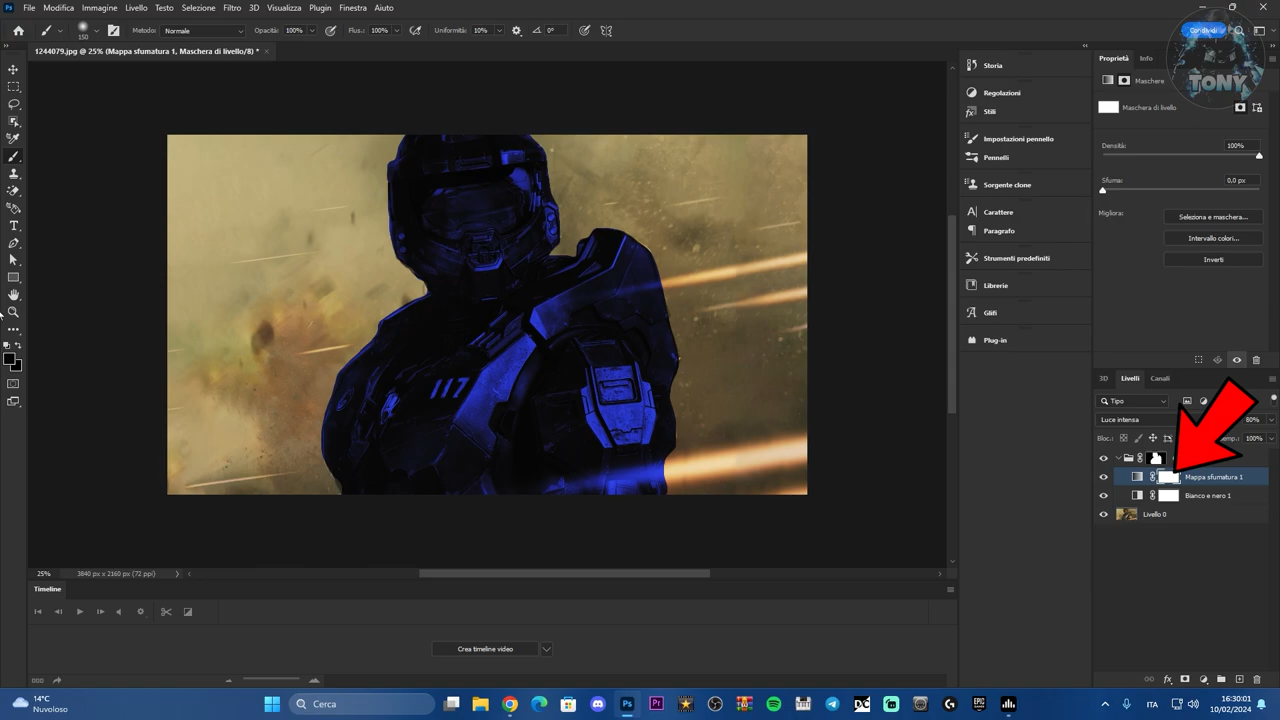 Ps File Modifica Immagine Livello Testo Selezione Filtro 3D Visualizza Plugin Finestra Aiuto
150 Metodo: Normale Opacità: 100% Flus.: 100% Uniformità: 10% 0° Condividi
1244079.jpg @ 25% (Mappa sfumatura 1, Maschera di livello/8) * ×
Storia
Regolazioni
Stili
Impostazioni pennello
Pennelli
Sorgente clone
Carattere
Paragrafo
Strumenti predefiniti
Librerie
Glifi
Plug-in
Proprietà Info
TONY
Maschere
Maschera di livello
Densità: 100%
Sfuma: 0,0 px
Migliora: Seleziona e maschera...
Intervallo colori...
Inverti
117
3D Livelli Canali
Tipo
Luce intensa 80%
Bloc.: 100%
Mappa sfumatura 1
Bianco e nero 1
Livello 0
25% 3840 px x 2160 px (72 ppi)
Timeline
Crea timeline video
14°C
Nuvoloso
Cerca
ITA
16:30:01
10/02/2024